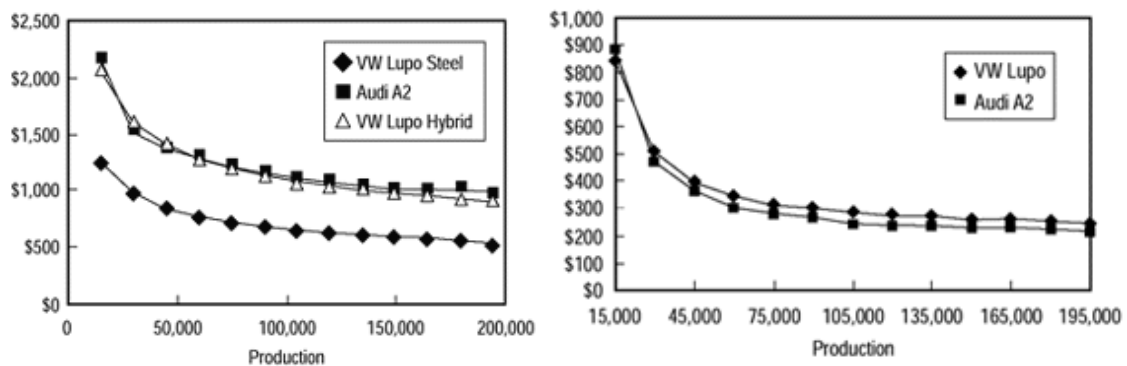 $2,500
$2,000
$1,500
$1,000
$500
$0
VW Lupo Steel
Audi A2
VW Lupo Hybrid
0 50,000 100,000 150,000 200,000
Production
$1,000
$900
$800
$700
$600
$500
$400
$300
$200
$100
$0
VW Lupo
Audi A2
15,000 45,000 75,000 105,000 135,000 165,000 195,000
Production